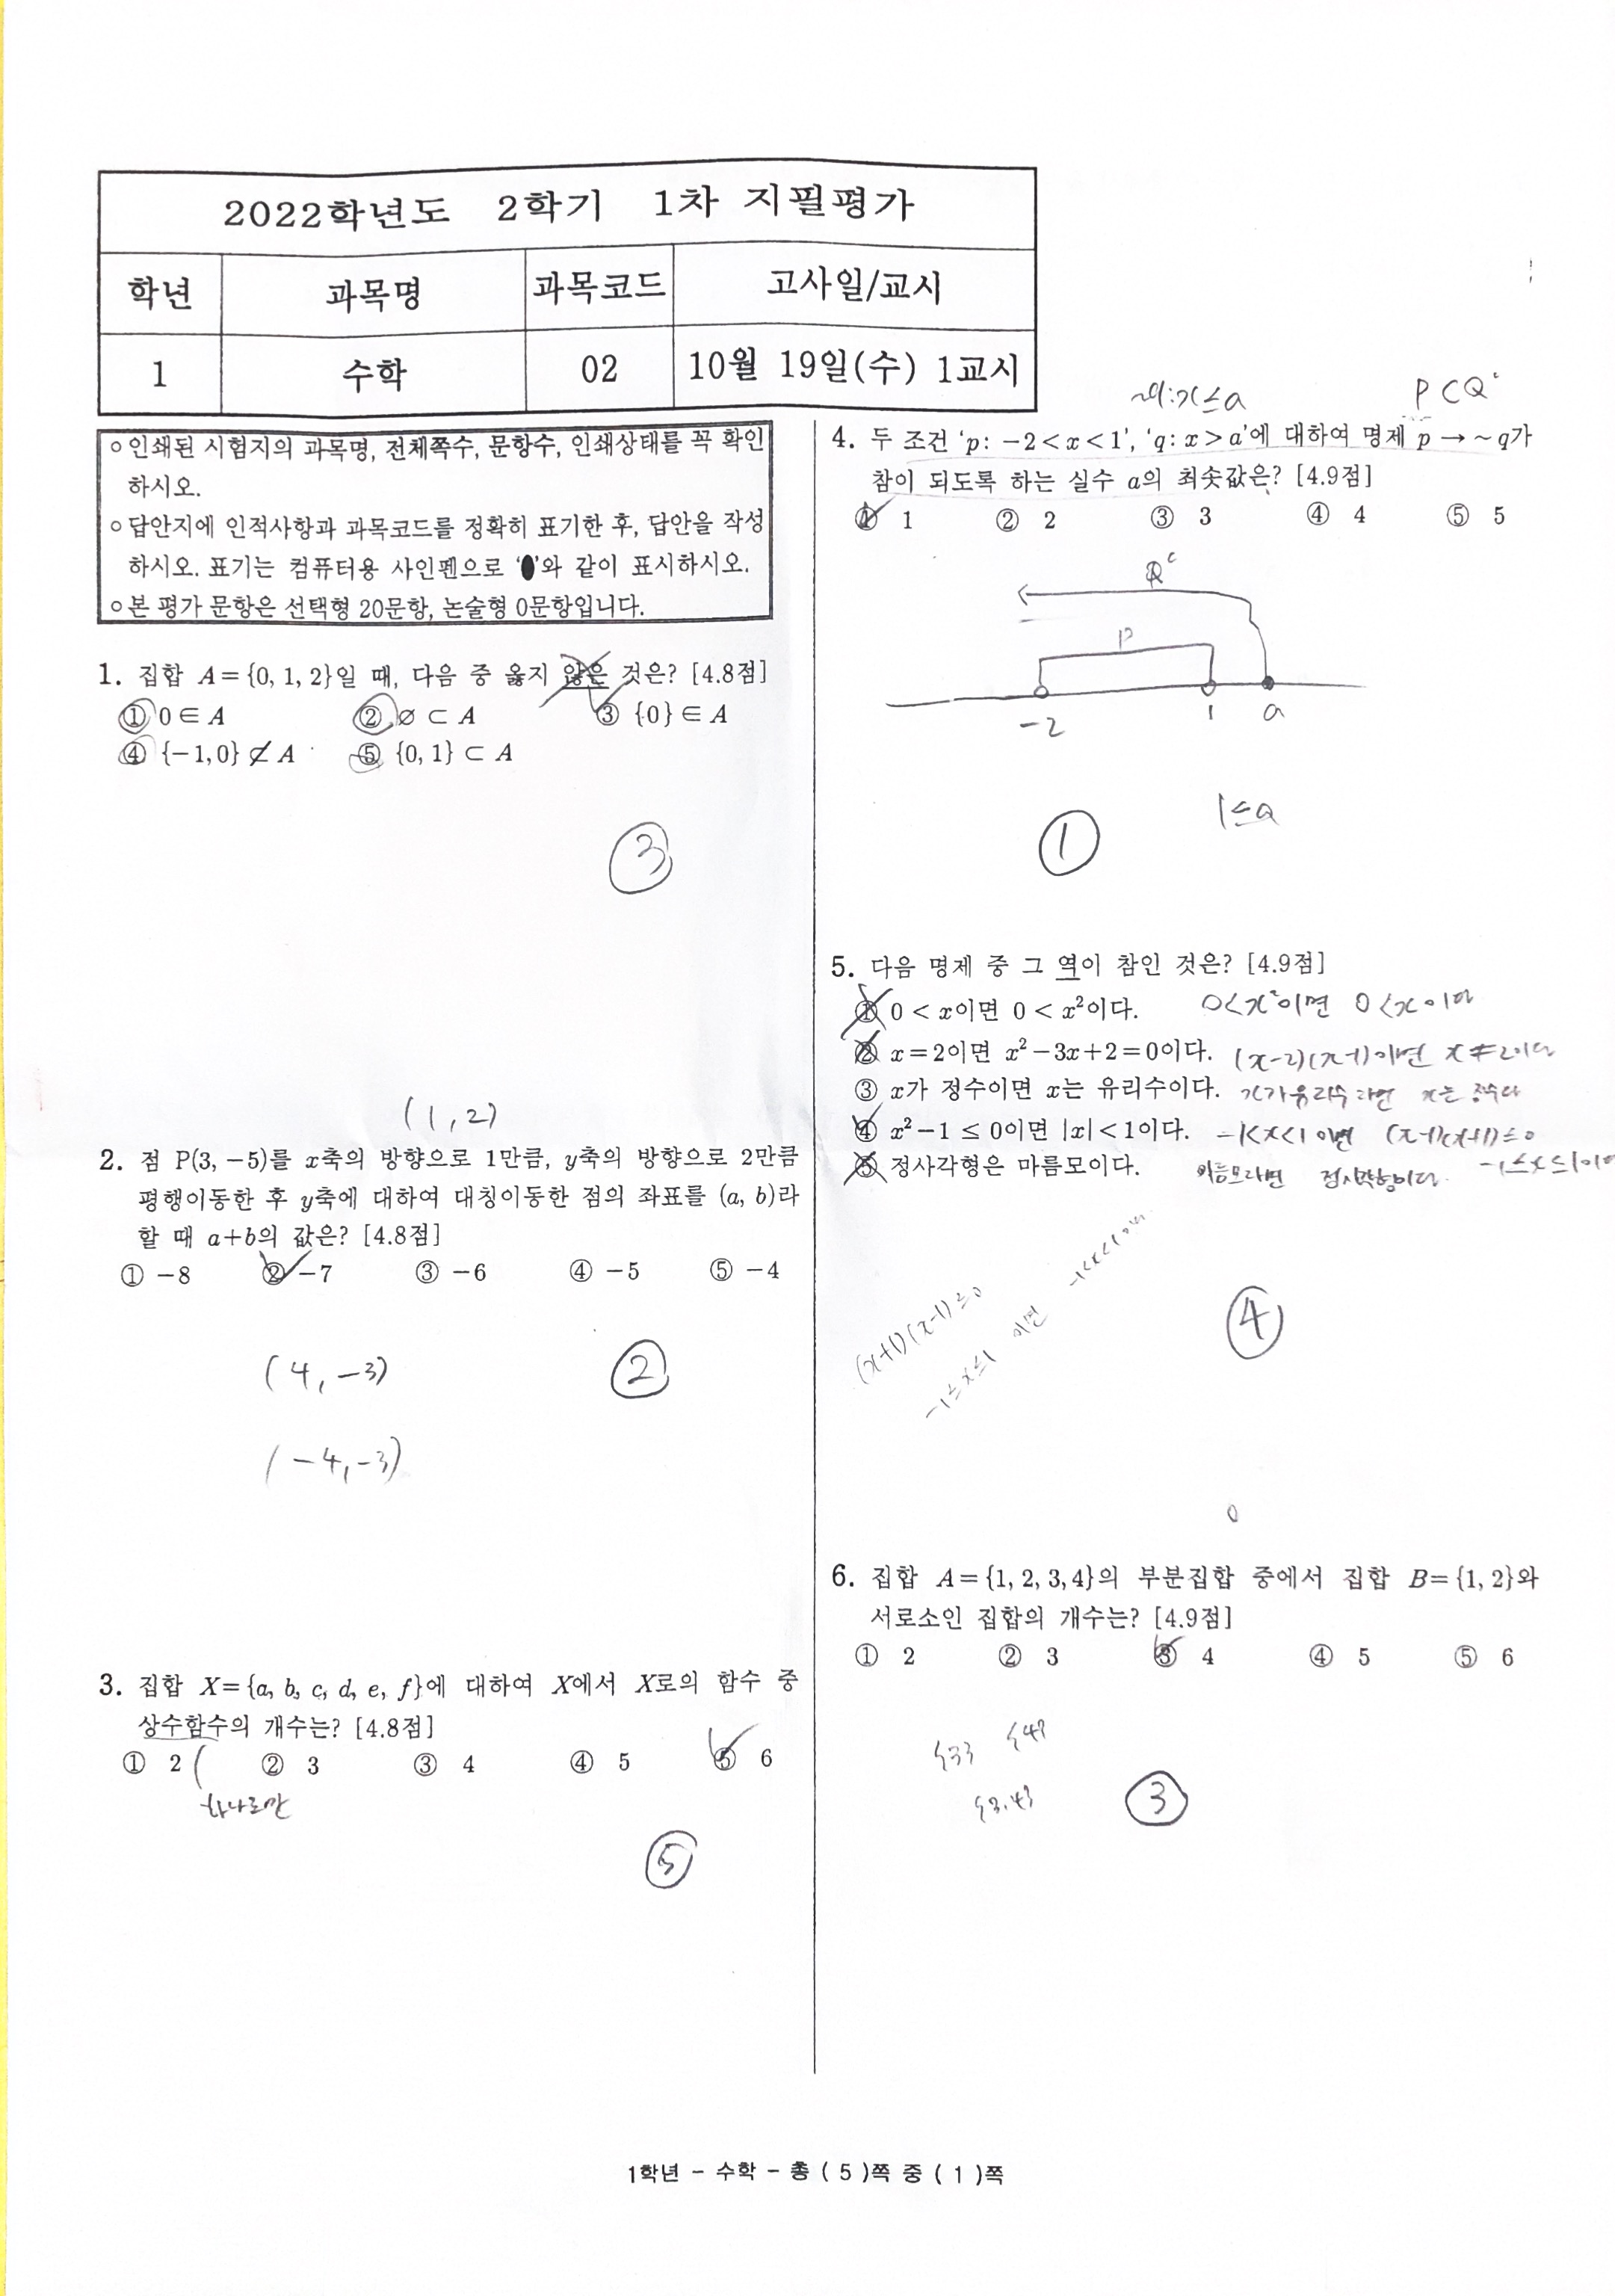 2022학년도 2학기 1차 지필평가
학년 과목명 과목코드 고사일/교시
1 수학 02 10월 19일(수) 1교시
○인쇄된 시험지의 과목명, 전체쪽수, 문항수, 인쇄상태를 꼭 확인
하시오.
○답안지에 인적사항과 과목코드를 정확히 표기한 후, 답안을 작성
하시오. 표기는 컴퓨터용 사인펜으로 '●'와 같이 표시하시오.
○본 평가 문항은 선택형 20문항, 논술형 0문항입니다.
1. 집합 A={0, 1, 2}일 때, 다음 중 옳지 않은 것은? [4.8점]
① 0∈A ② ∅⊂A ③ {0}∈A
④ {-1, 0}⊄A ⑤ {0, 1}⊂A
③
(1, 2)
2. 점 P(3, -5)를 x축의 방향으로 1만큼, y축의 방향으로 2만큼
평행이동한 후 y축에 대하여 대칭이동한 점의 좌표를 (a, b)라
할 때 a+b의 값은? [4.8점]
① -8 ② -7 ③ -6 ④ -5 ⑤ -4
(4, -3)
②
(-4, -3)
3. 집합 X={a, b, c, d, e, f}에 대하여 X에서 X로의 함수 중
상수함수의 개수는? [4.8점]
① 2 ② 3 ③ 4 ④ 5 ⑤ 6
하나로만
⑤
~q: x≤a P⊂Qᶜ
4. 두 조건 'p: -2<x<1', 'q: x>a'에 대하여 명제 p → ~q가
참이 되도록 하는 실수 a의 최솟값은? [4.9점]
① 1 ② 2 ③ 3 ④ 4 ⑤ 5
Qᶜ
P
-2 1 a
1≤a
①
5. 다음 명제 중 그 역이 참인 것은? [4.9점]
① 0<x이면 0<x²이다. 0<x²이면 0<x이다
② x=2이면 x²-3x+2=0이다. (x-2)(x-1)이면 x≠2이다
③ x가 정수이면 x는 유리수이다. x가 유리수라면 x는 정수다
④ x²-1≤0이면 |x|<1이다. -1<x<1이면 (x-1)(x+1)≤0
-1≤x≤1이
⑤ 정사각형은 마름모이다. 마름모라면 정사각형이다.
(x+1)(x-1)≤0
-1≤x≤1 이면 -1<x<1
④
6. 집합 A={1, 2, 3, 4}의 부분집합 중에서 집합 B={1, 2}와
서로소인 집합의 개수는? [4.9점]
① 2 ② 3 ③ 4 ④ 5 ⑤ 6
{3} {4}
{3, 4}
③
1학년 - 수학 - 총 ( 5 )쪽 중 ( 1 )쪽